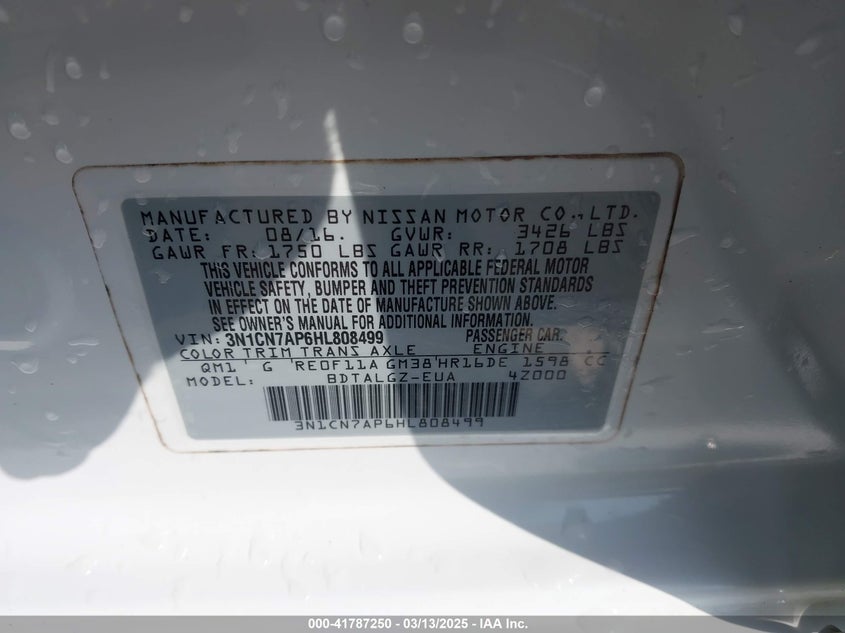 MANUFACTURED BY NISSAN MOTOR CO., LTD.
DATE: 08/16. GVWR: 3426 LBS
GAWR FR: 1750 LBS GAWR RR: 1708 LBS
THIS VEHICLE CONFORMS TO ALL APPLICABLE FEDERAL MOTOR
VEHICLE SAFETY, BUMPER AND THEFT PREVENTION STANDARDS
IN EFFECT ON THE DATE OF MANUFACTURE SHOWN ABOVE.
SEE OWNER'S MANUAL FOR ADDITIONAL INFORMATION.
VIN: 3N1CN7AP6HL808499 PASSENGER CAR.
COLOR TRIM TRANS AXLE ENGINE
QM1 G RE0F11A GM38 HR16DE 1598 CC
MODEL: BDTALGZ-EUA 4Z000
3N1CN7AP6HL808499
000-41787250 - 03/13/2025 - IAA Inc.